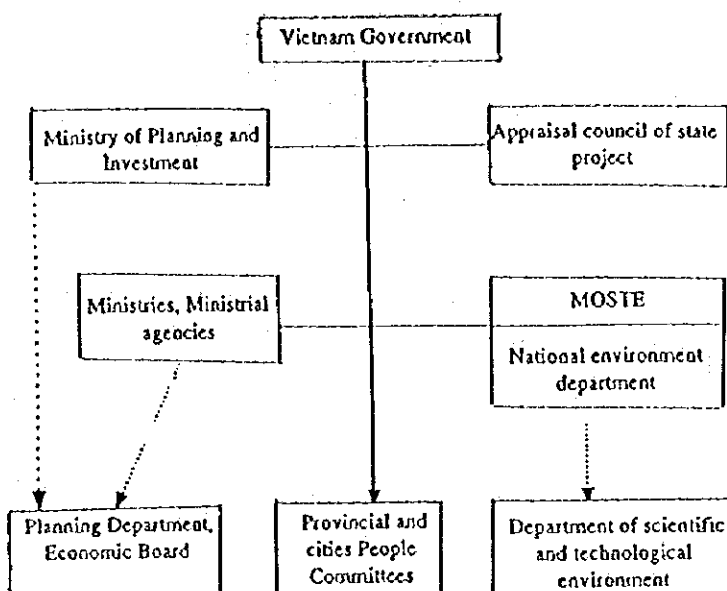 Vietnam Government
Ministry of Planning and
Investment
Appraisal council of state
project
Ministries, Ministrial
agencies
MOSTE
National environment
department
Planning Department,
Economic Board
Provincial and
cities People
Committees
Department of scientific
and technological
environment